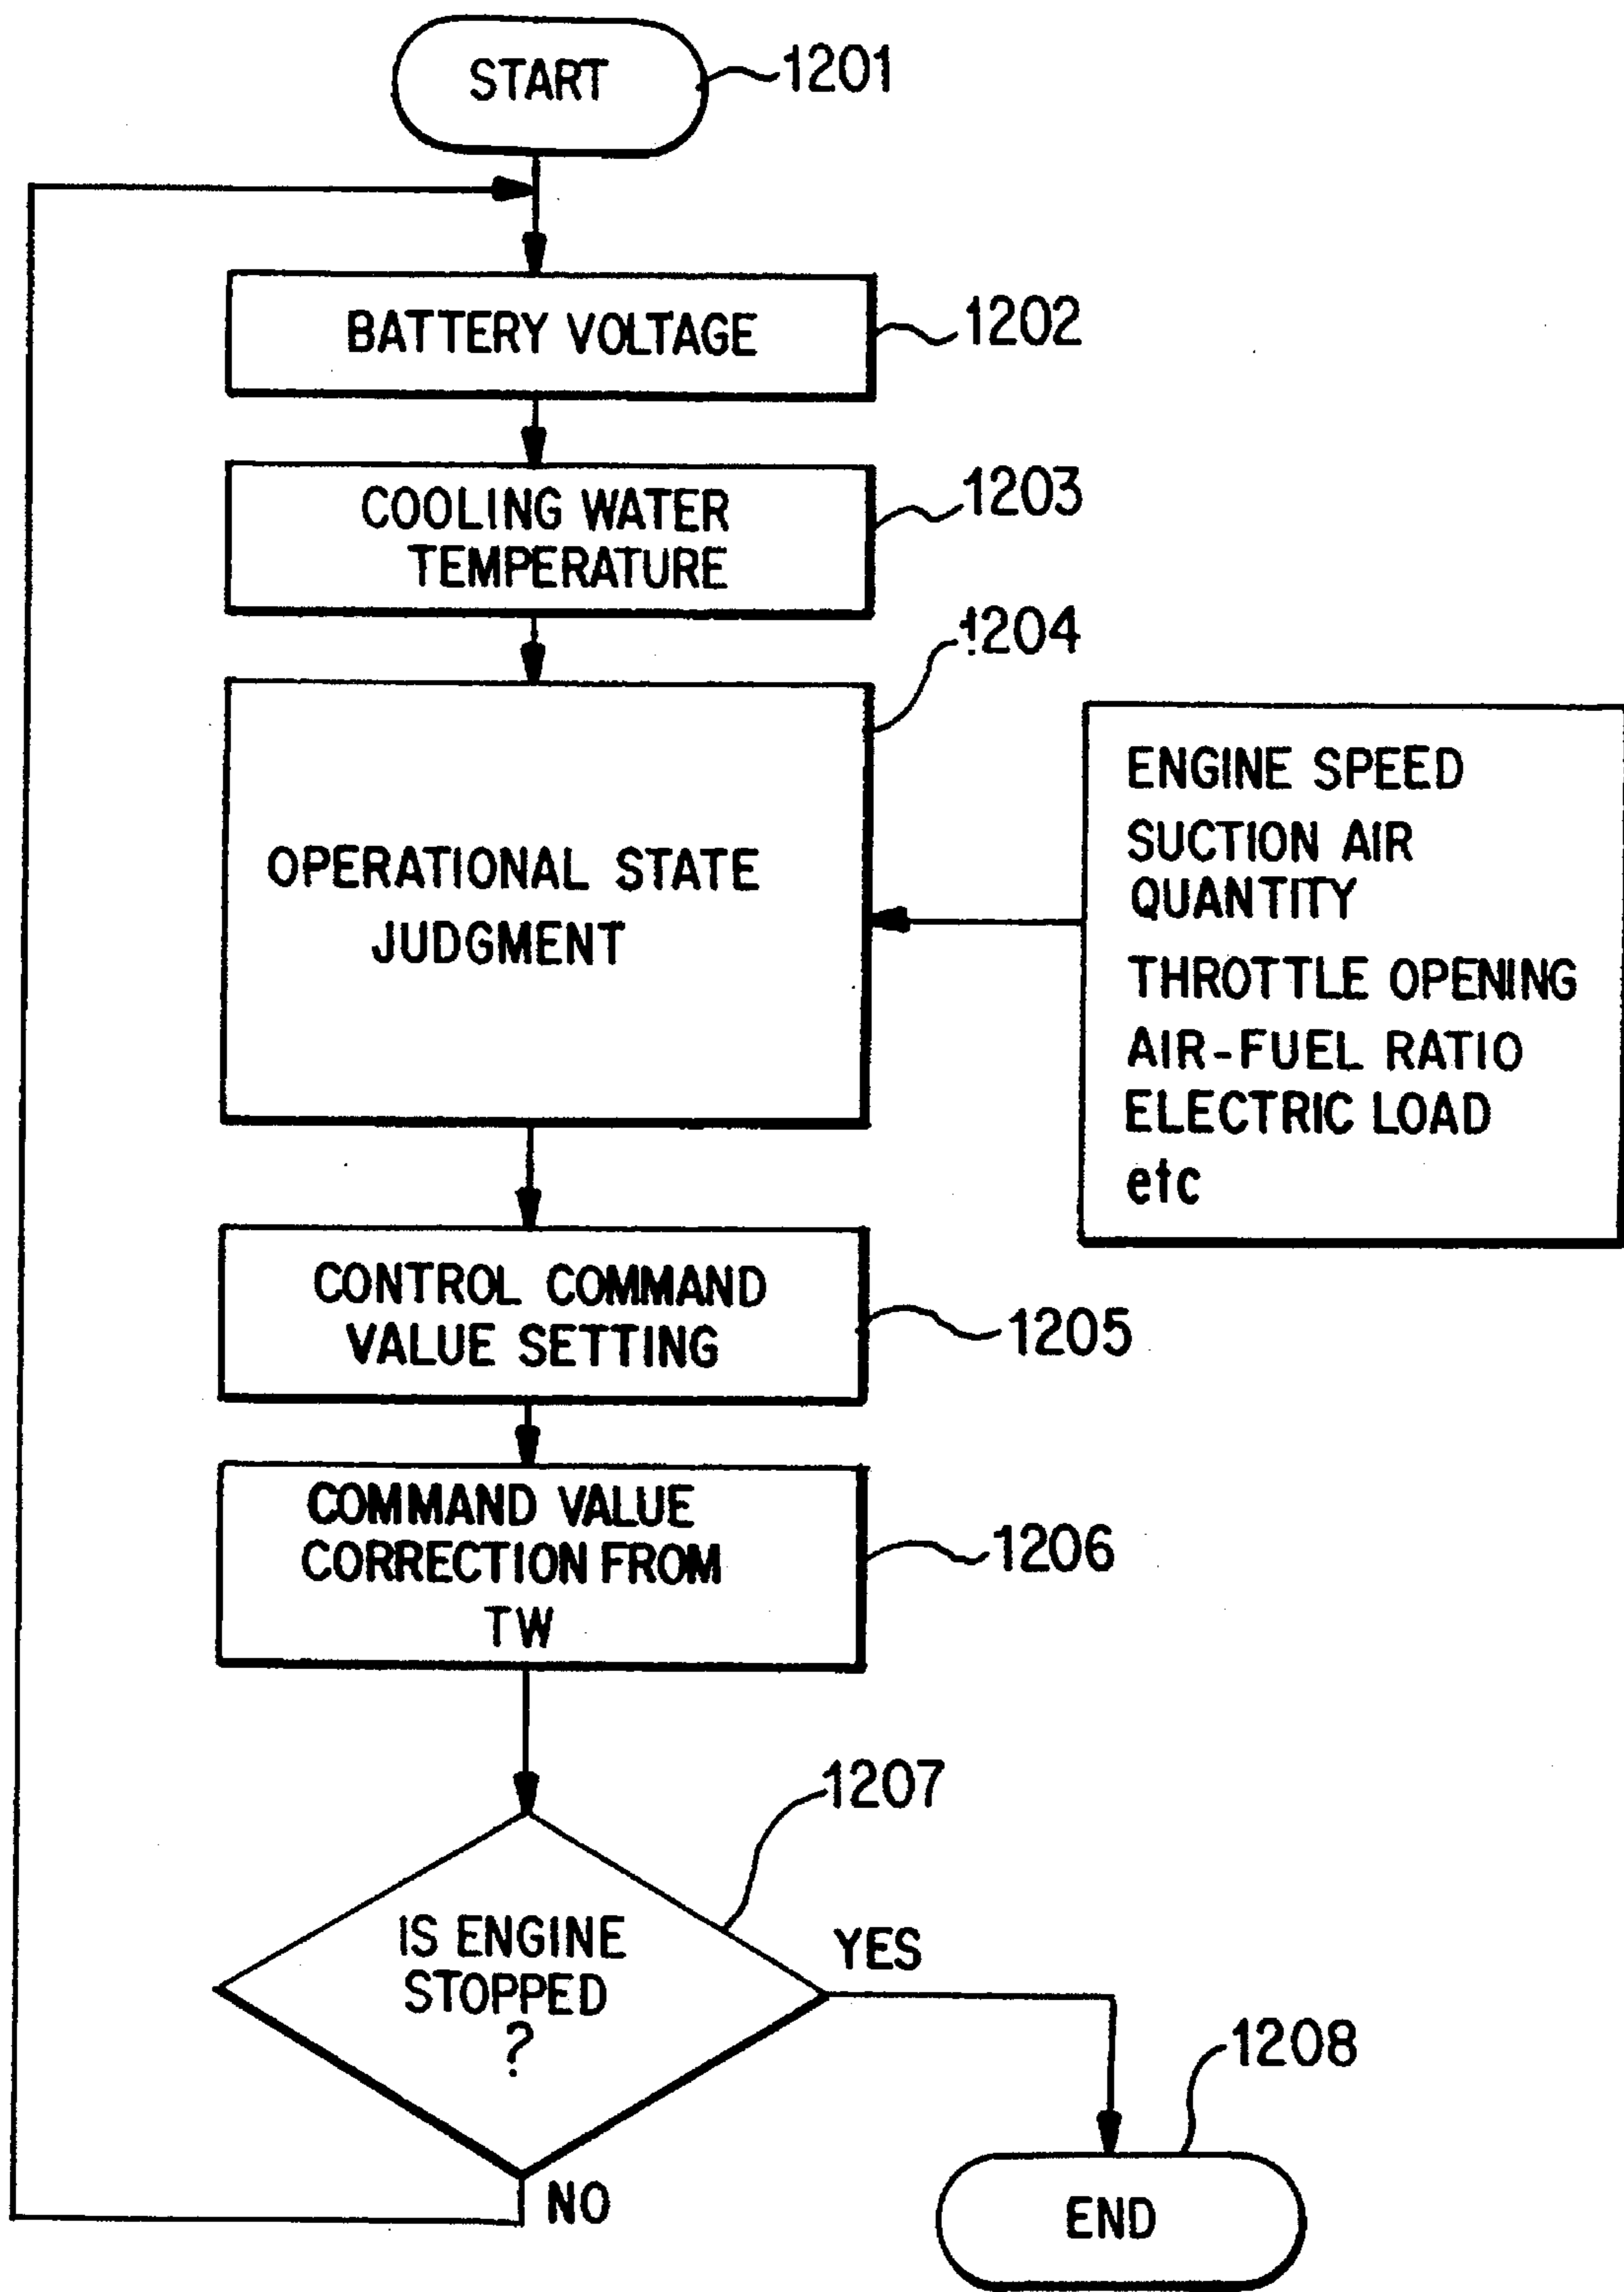 START
1201
BATTERY VOLTAGE
1202
COOLING WATER
TEMPERATURE
1203
OPERATIONAL STATE
JUDGMENT
1204
ENGINE SPEED
SUCTION AIR
QUANTITY
THROTTLE OPENING
AIR-FUEL RATIO
ELECTRIC LOAD
etc
CONTROL COMMAND
VALUE SETTING
1205
COMMAND VALUE
CORRECTION FROM
TW
1206
IS ENGINE
STOPPED
?
1207
YES
NO
1208
END